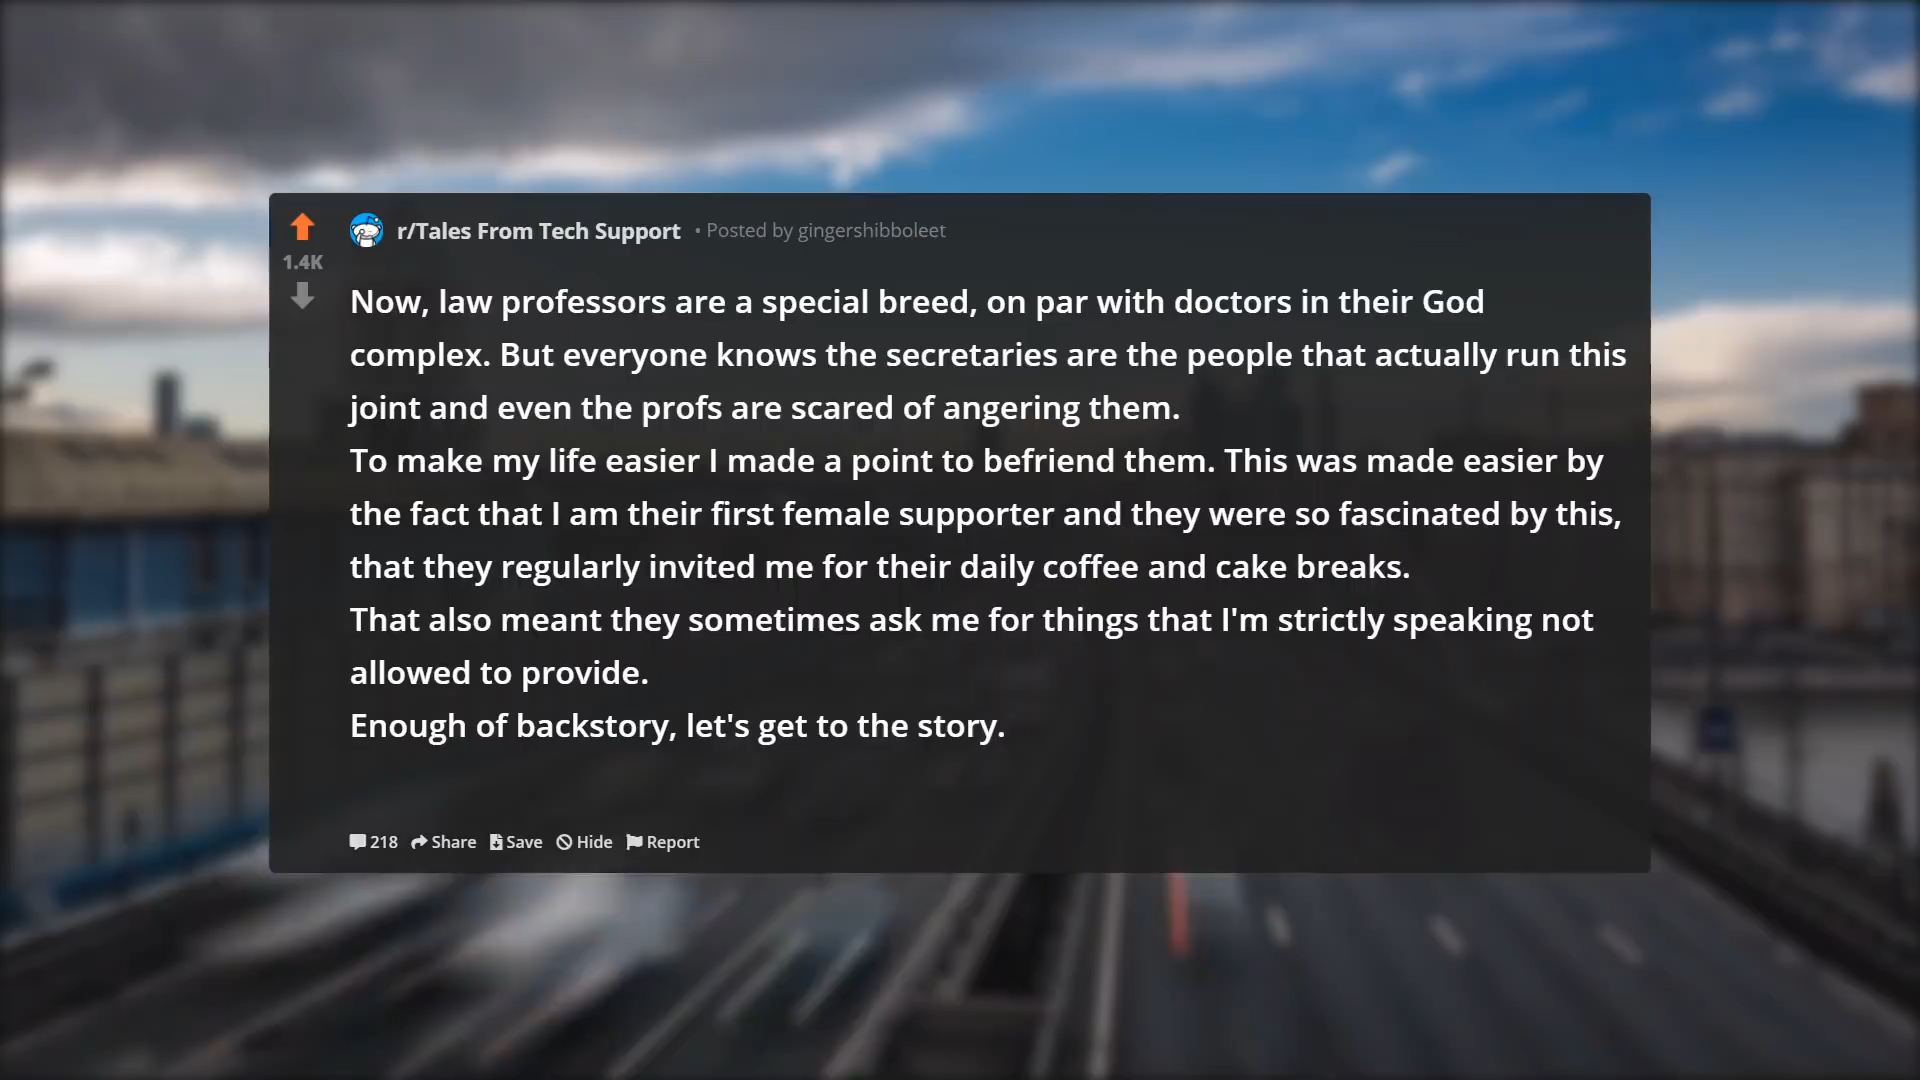 r/Tales From Tech Support • Posted by gingershibboleet
1.4K
Now, law professors are a special breed, on par with doctors in their God
complex. But everyone knows the secretaries are the people that actually run this
joint and even the profs are scared of angering them.
To make my life easier I made a point to befriend them. This was made easier by
the fact that I am their first female supporter and they were so fascinated by this,
that they regularly invited me for their daily coffee and cake breaks.
That also meant they sometimes ask me for things that I'm strictly speaking not
allowed to provide.
Enough of backstory, let's get to the story.
218 Share Save Hide Report